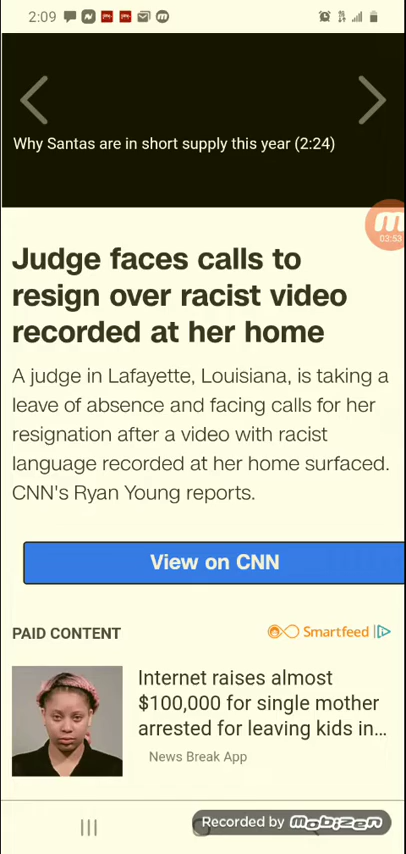 2:09
Why Santas are in short supply this year (2:24)
m
03:53
Judge faces calls to
resign over racist video
recorded at her home
A judge in Lafayette, Louisiana, is taking a
leave of absence and facing calls for her
resignation after a video with racist
language recorded at her home surfaced.
CNN's Ryan Young reports.
View on CNN
PAID CONTENT
Smartfeed
Internet raises almost
$100,000 for single mother
arrested for leaving kids in...
News Break App
Recorded by mobizen